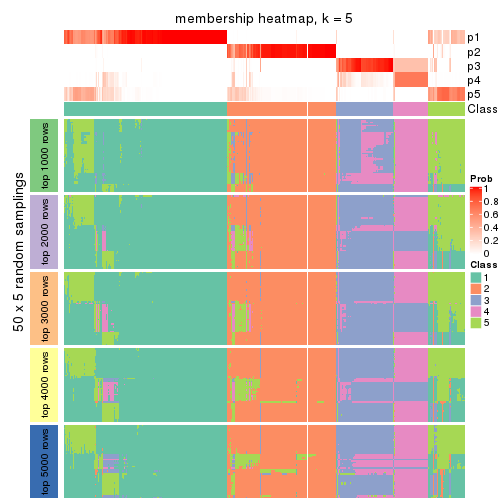 membership heatmap, k = 5
p1
p2
p3
p4
p5
Class
50 x 5 random samplings
top 1000 rows
top 2000 rows
top 3000 rows
top 4000 rows
top 5000 rows
Prob
1
0.8
0.6
0.4
0.2
0
Class
1
2
3
4
5